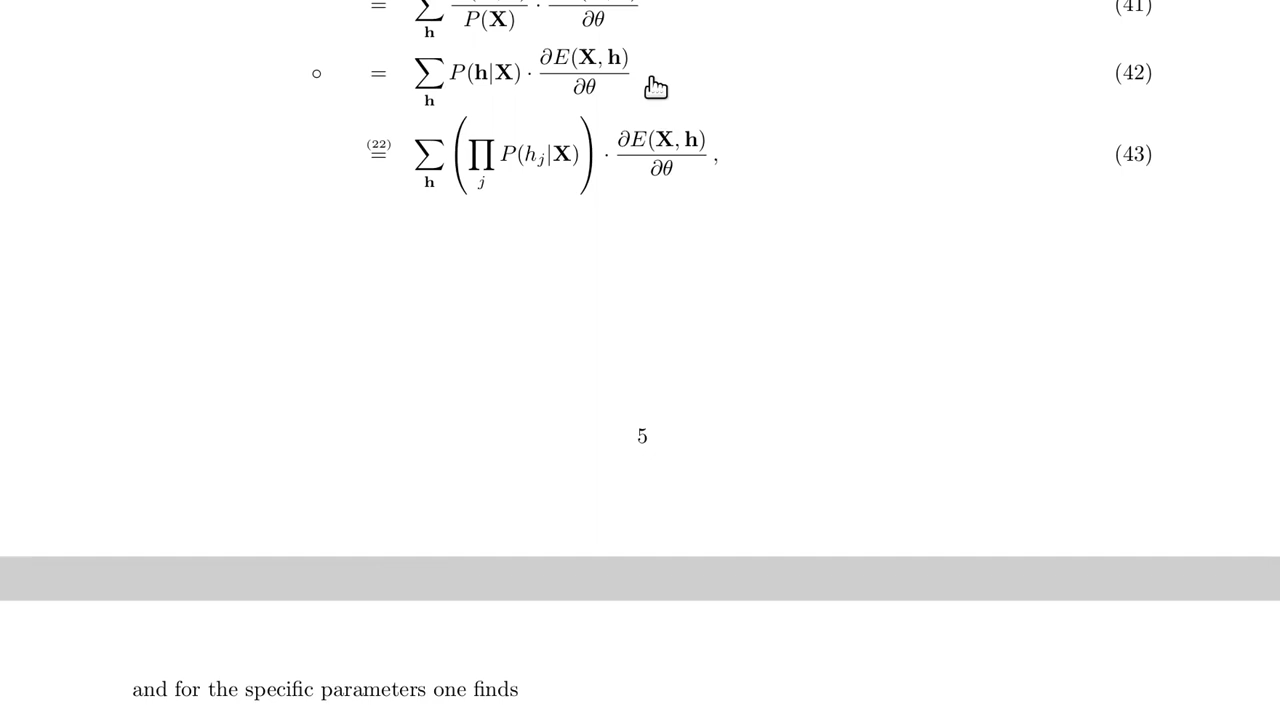 = ∑_h P(X) · ∂θ (41)
∘ = ∑_h P(h|X) · ∂E(X, h)/∂θ (42)
(22)= ∑_h (∏_j P(h_j|X)) · ∂E(X, h)/∂θ , (43)
5
and for the specific parameters one finds